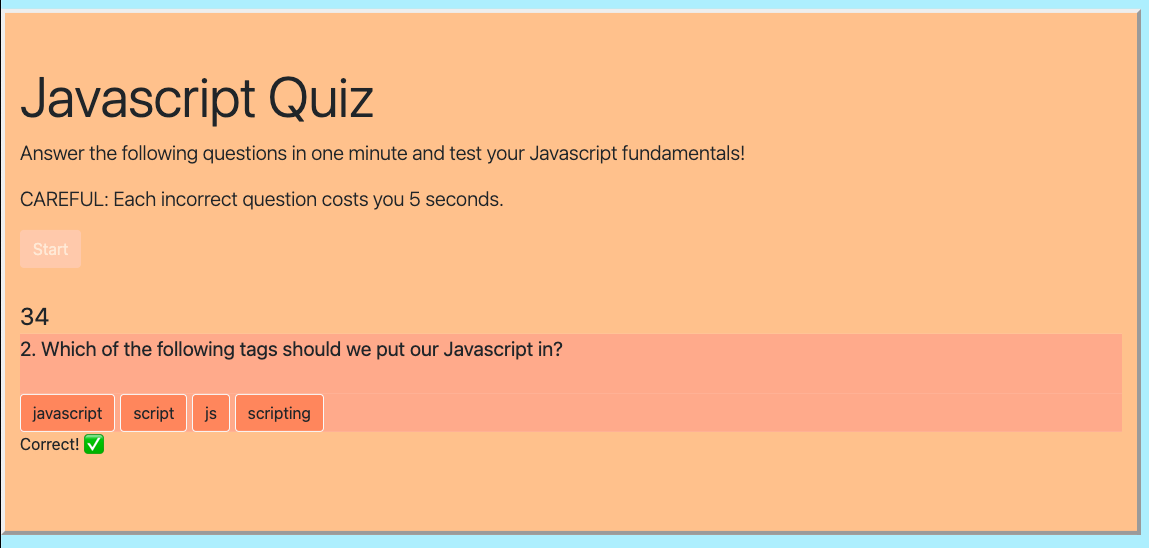 Javascript Quiz
Answer the following questions in one minute and test your Javascript fundamentals!
CAREFUL: Each incorrect question costs you 5 seconds.
Start
34
2. Which of the following tags should we put our Javascript in?
javascript script js scripting
Correct! ✅